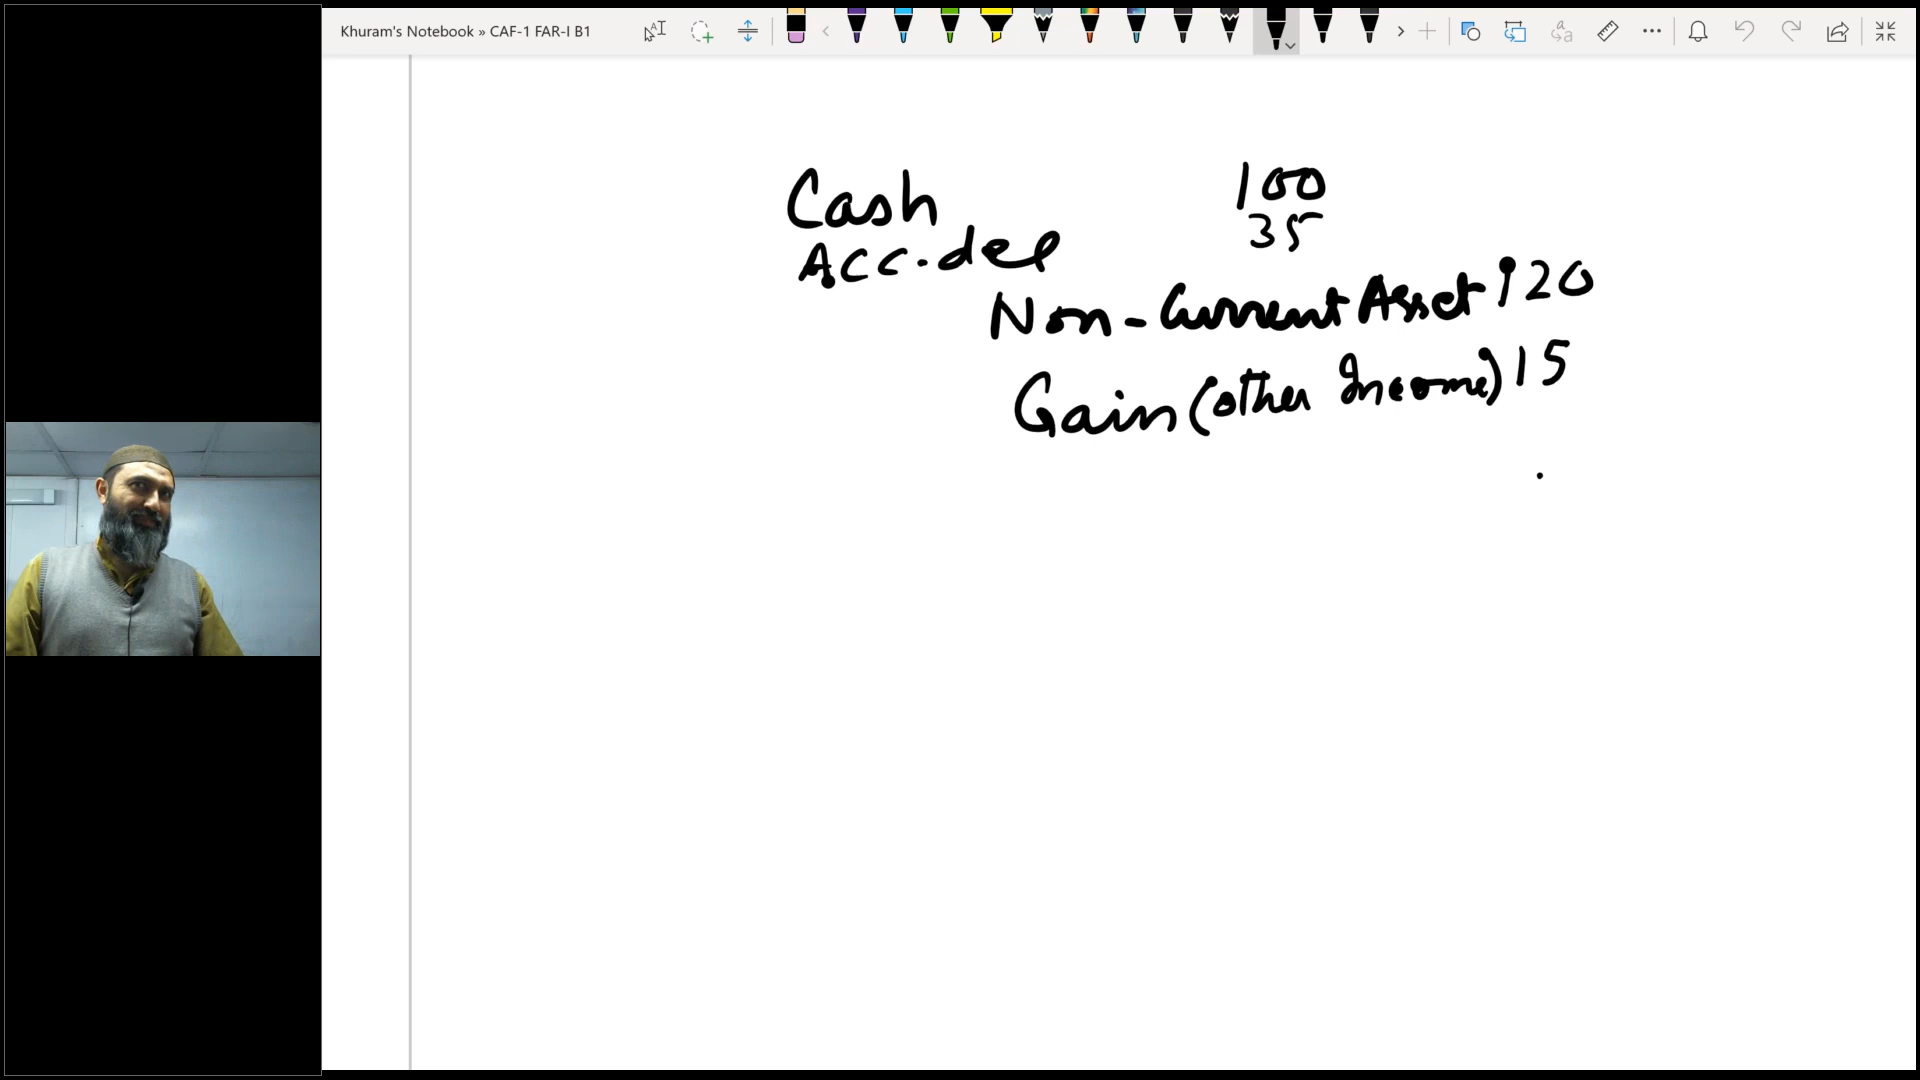 Khuram's Notebook » CAF-1 FAR-I B1
Cash 100
Acc.dep 35
Non-Current Asset 120
Gain (other Income) 15